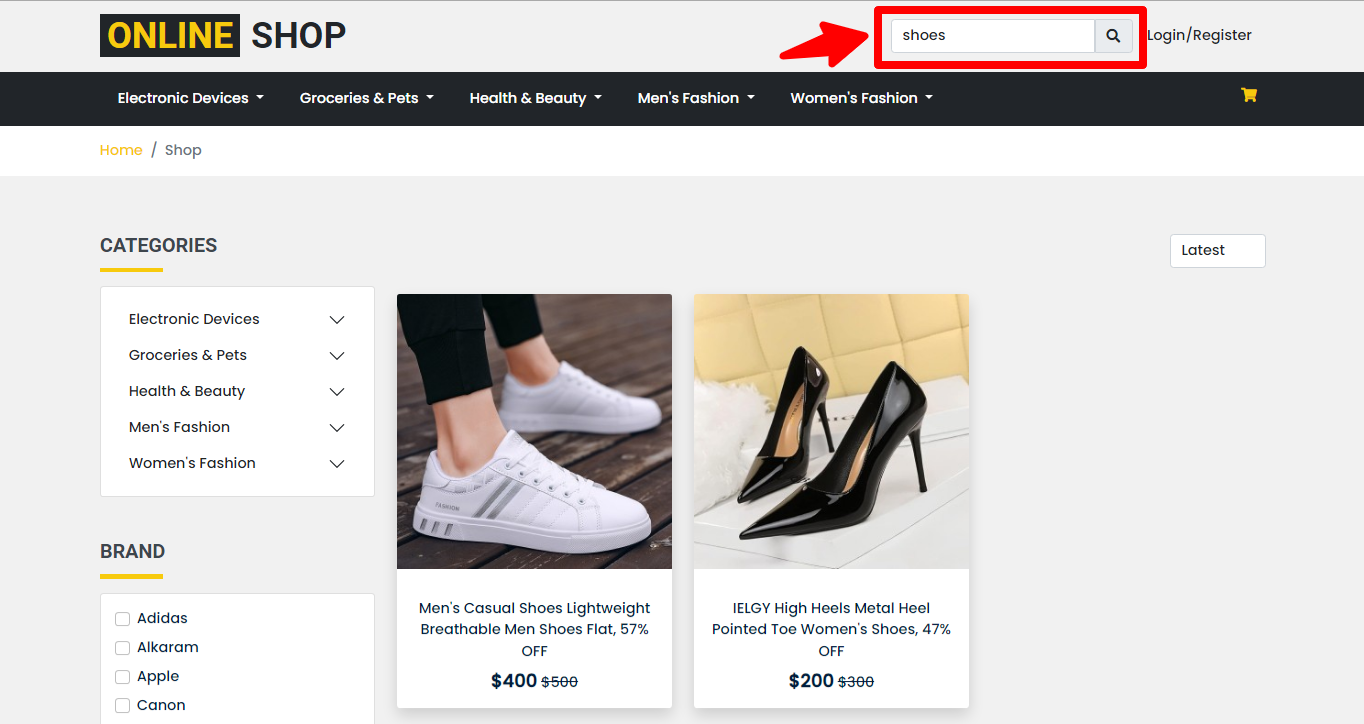 ONLINE SHOP
shoes
Login/Register
Electronic Devices
Groceries & Pets
Health & Beauty
Men's Fashion
Women's Fashion
Home / Shop
CATEGORIES
Latest
Electronic Devices
Groceries & Pets
Health & Beauty
Men's Fashion
Women's Fashion
BRAND
Adidas
Alkaram
Apple
Canon
FASHION
Men's Casual Shoes Lightweight
Breathable Men Shoes Flat, 57%
OFF
$400 $500
IELGY High Heels Metal Heel
Pointed Toe Women's Shoes, 47%
OFF
$200 $300